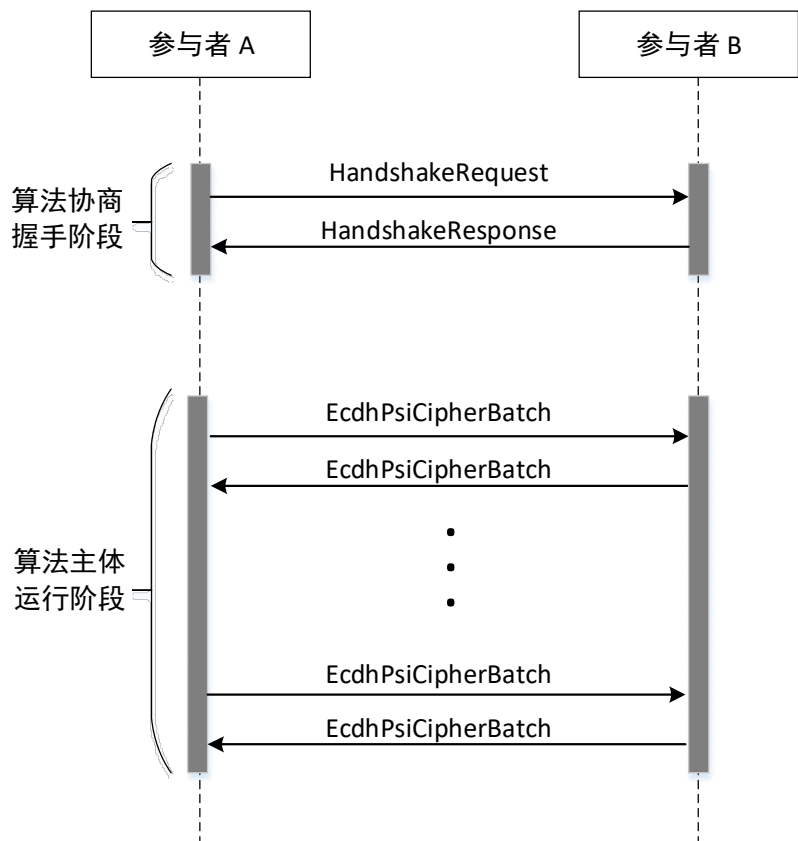 参与者 A
参与者 B
算法协商
握手阶段
HandshakeRequest
HandshakeResponse
算法主体
运行阶段
EcdhPsiCipherBatch
EcdhPsiCipherBatch
EcdhPsiCipherBatch
EcdhPsiCipherBatch